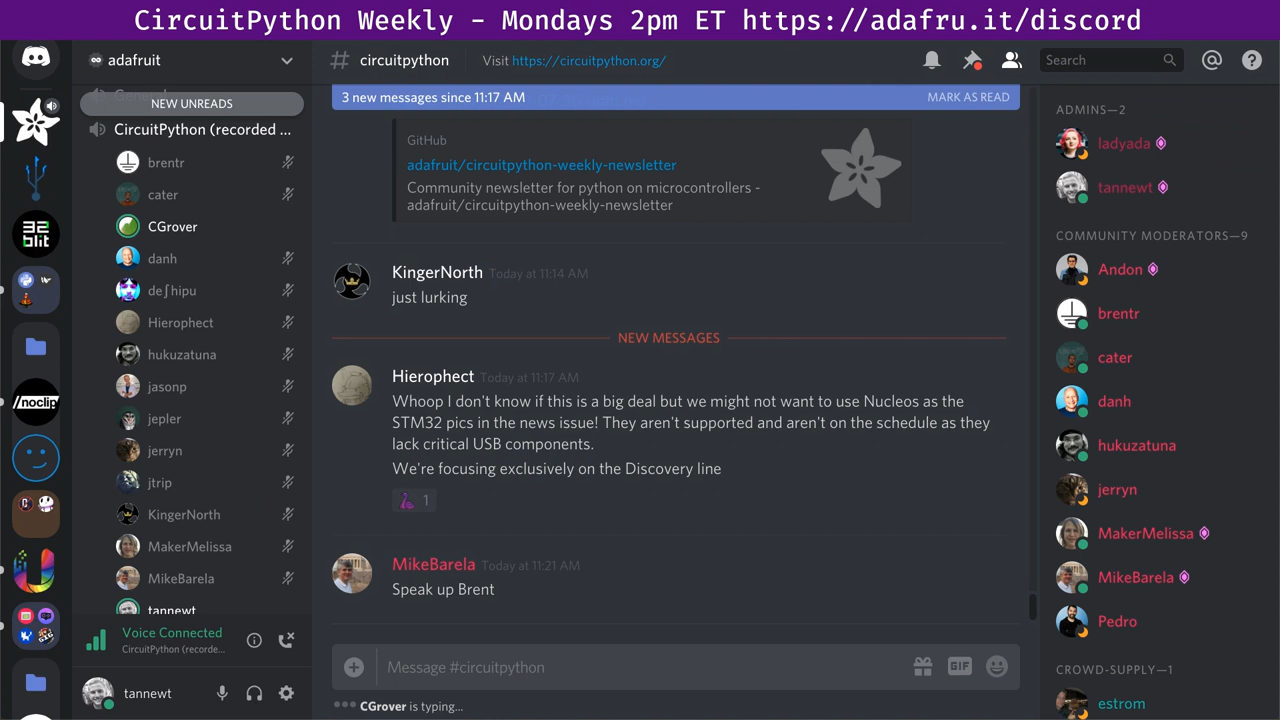 CircuitPython Weekly - Mondays 2pm ET https://adafru.it/discord
adafruit
# circuitpython
Visit https://circuitpython.org/
Search
General
NEW UNREADS
CircuitPython (recorded ...
brentr
cater
CGrover
danh
de∫hipu
Hierophect
hukuzatuna
jasonp
jepler
jerryn
jtrip
KingerNorth
MakerMelissa
MikeBarela
tannewt
Voice Connected
CircuitPython (recorde...
tannewt
32
blit
/noclip
3 new messages since 11:17 AM
MARK AS READ
GitHub
adafruit/circuitpython-weekly-newsletter
Community newsletter for python on microcontrollers -
adafruit/circuitpython-weekly-newsletter
KingerNorth Today at 11:14 AM
just lurking
NEW MESSAGES
Hierophect Today at 11:17 AM
Whoop I don't know if this is a big deal but we might not want to use Nucleos as the
STM32 pics in the news issue! They aren't supported and aren't on the schedule as they
lack critical USB components.
We're focusing exclusively on the Discovery line
1
MikeBarela Today at 11:21 AM
Speak up Brent
Message #circuitpython
GIF
CGrover is typing...
ADMINS—2
ladyada
tannewt
COMMUNITY MODERATORS—9
Andon
brentr
cater
danh
hukuzatuna
jerryn
MakerMelissa
MikeBarela
Pedro
CROWD-SUPPLY—1
estrom